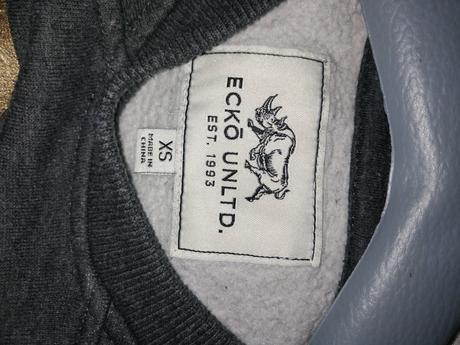 ECKŌ UNLTD.
EST. 1993
XS
MADE IN
CHINA